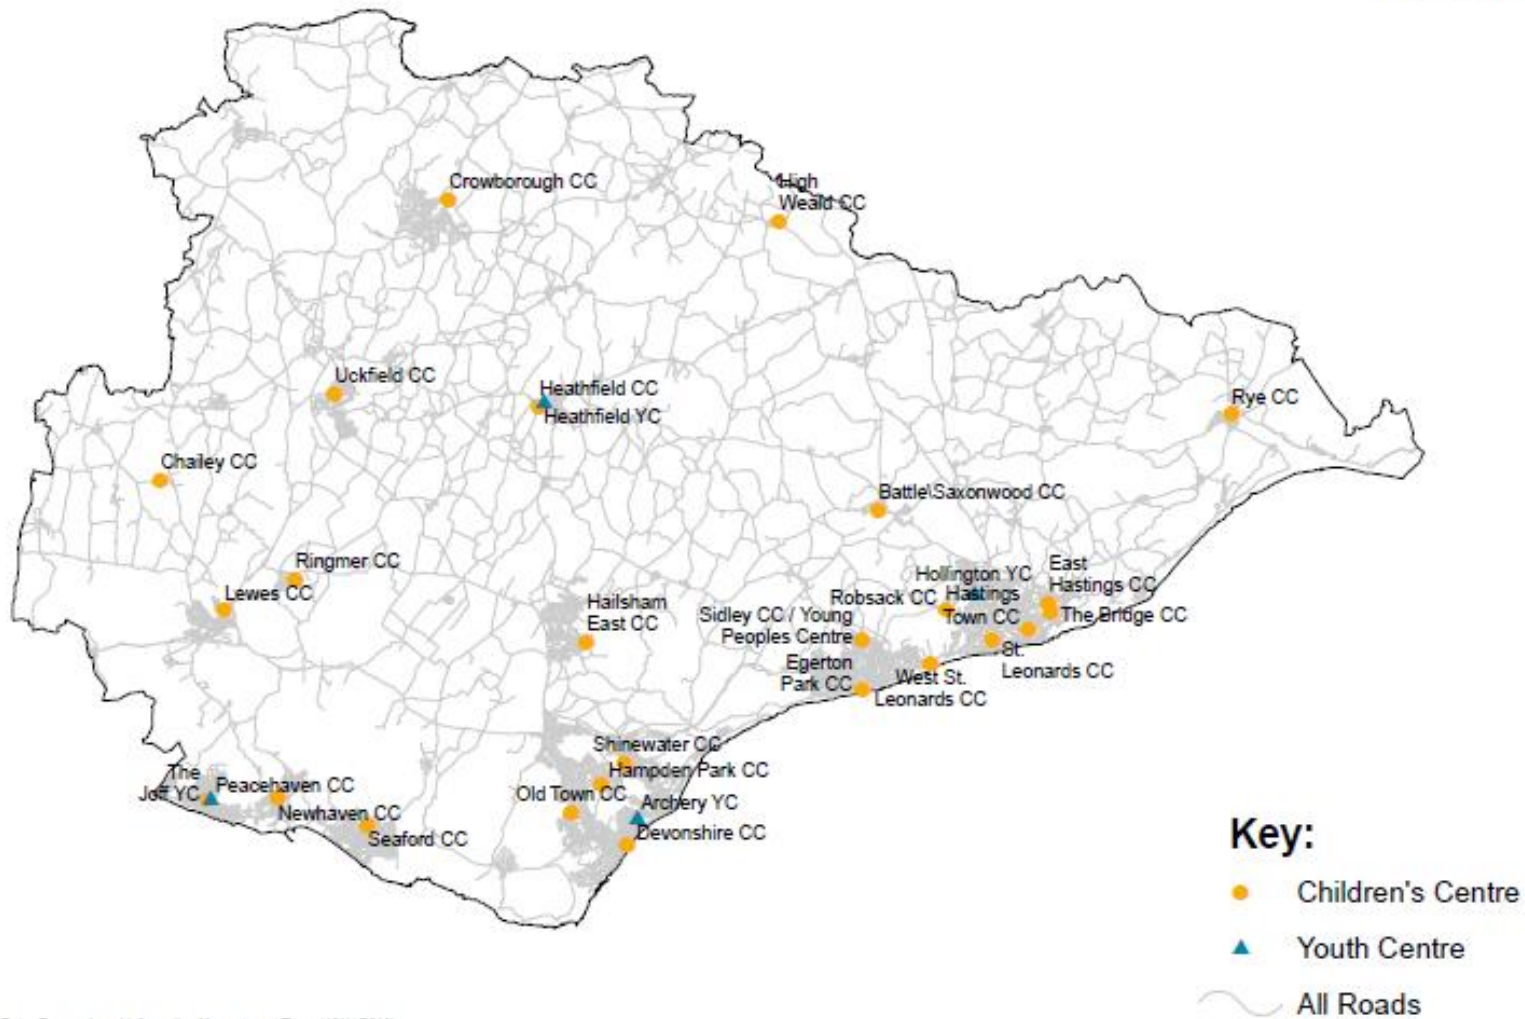 Crowborough CC
High
Weald CC
Uckfield CC
Heathfield CC
Heathfield YC
Rye CC
Chailey CC
Battle\Saxonwood CC
Ringmer CC
Lewes CC
Hailsham
East CC
Hollington YC
East
Hastings CC
Robsack CC
Hastings
Town CC
The Bridge CC
Sidley CC / Young
Peoples Centre
St.
Leonards CC
Egerton
Park CC
West St.
Leonards CC
Shinewater CC
Hampden Park CC
The
Joff YC
Peacehaven CC
Newhaven CC
Seaford CC
Old Town CC
Archery YC
Devonshire CC
Key:
Children's Centre
Youth Centre
All Roads